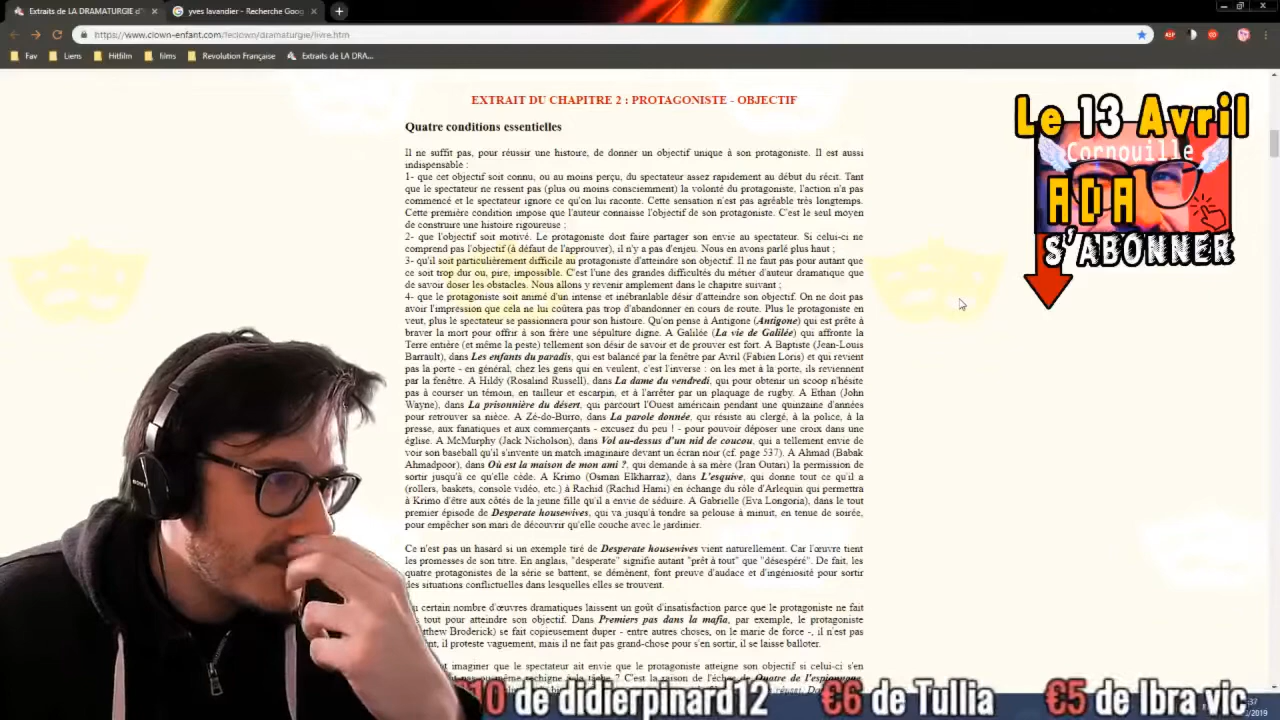 Extraits de LA DRAMATURGIE d'
yves lavandier - Recherche Goog
https://www.clown-enfant.com/leclown/dramaturgie/livre.htm
Fav
Liens
Hitfilm
films
Revolution Française
Extraits de LA DRA...
EXTRAIT DU CHAPITRE 2 : PROTAGONISTE - OBJECTIF
Quatre conditions essentielles
Il ne suffit pas, pour réussir une histoire, de donner un objectif unique à son protagoniste. Il est aussi
indispensable :
1- que cet objectif soit connu, ou au moins perçu, du spectateur assez rapidement au début du récit. Tant
que le spectateur ne ressent pas (plus ou moins consciemment) la volonté du protagoniste, l'action n'a pas
commencé et le spectateur ignore ce qu'on lui raconte. Cette sensation n'est pas agréable très longtemps.
Cette première condition impose que l'auteur connaisse l'objectif de son protagoniste. C'est le seul moyen
de construire une histoire rigoureuse ;
2- que l'objectif soit motivé. Le protagoniste doit faire partager son envie au spectateur. Si celui-ci ne
comprend pas l'objectif (à défaut de l'approuver), il n'y a pas d'enjeu. Nous en avons parlé plus haut ;
3- qu'il soit particulièrement difficile au protagoniste d'atteindre son objectif. Il ne faut pas pour autant que
ce soit trop dur ou, pire, impossible. C'est l'une des grandes difficultés du métier d'auteur dramatique que
de savoir doser les obstacles. Nous allons y revenir amplement dans le chapitre suivant ;
4- que le protagoniste soit animé d'un intense et inébranlable désir d'atteindre son objectif. On ne doit pas
avoir l'impression que cela ne lui coûtera pas trop d'abandonner en cours de route. Plus le protagoniste en
veut, plus le spectateur se passionnera pour son histoire. Qu'on pense à Antigone (Antigone) qui est prête à
braver la mort pour offrir à son frère une sépulture digne. A Galilée (La vie de Galilée) qui affronte la
Terre entière (et même la peste) tellement son désir de savoir et de prouver est fort. A Baptiste (Jean-Louis
Barrault), dans Les enfants du paradis, qui est balancé par la fenêtre par Avril (Fabien Loris) et qui revient
pas la porte - en général, chez les gens qui en veulent, c'est l'inverse : on les met à la porte, ils reviennent
par la fenêtre. A Hildy (Rosalind Russell), dans La dame du vendredi, qui pour obtenir un scoop n'hésite
pas à courser un témoin, en tailleur et escarpin, et à l'arrêter par un plaquage de rugby. A Ethan (John
Wayne), dans La prisonnière du désert, qui parcourt l'Ouest américain pendant une quinzaine d'années
pour retrouver sa nièce. A Zé-do-Burro, dans La parole donnée, qui résiste au clergé, à la police, à la
presse, aux fanatiques et aux commerçants - excusez du peu ! - pour pouvoir déposer une croix dans une
église. A McMurphy (Jack Nicholson), dans Vol au-dessus d'un nid de coucou, qui a tellement envie de
voir son baseball qu'il s'invente un match imaginaire devant un écran noir (cf. page 537). A Ahmad (Babak
Ahmadpoor), dans Où est la maison de mon ami ?, qui demande à sa mère (Iran Outari) la permission de
sortir jusqu'à ce qu'elle cède. A Krimo (Osman Elkharraz), dans L'esquive, qui donne tout ce qu'il a
(rollers, baskets, console vidéo, etc.) à Rachid (Rachid Hami) en échange du rôle d'Arlequin qui permettra
à Krimo d'être aux côtés de la jeune fille qu'il a envie de séduire. A Gabrielle (Eva Longoria), dans le tout
premier épisode de Desperate housewives, qui va jusqu'à tondre sa pelouse à minuit, en tenue de soirée,
pour empêcher son mari de découvrir qu'elle couche avec le jardinier.
Ce n'est pas un hasard si un exemple tiré de Desperate housewives vient naturellement. Car l'œuvre tient
les promesses de son titre. En anglais, "desperate" signifie autant "prêt à tout" que "désespéré". De fait, les
quatre protagonistes de la série se battent, se démènent, font preuve d'audace et d'ingéniosité pour sortir
des situations conflictuelles dans lesquelles elles se trouvent.
certain nombre d'œuvres dramatiques laissent un goût d'insatisfaction parce que le protagoniste ne fait
tout pour atteindre son objectif. Dans Premiers pas dans la mafia, par exemple, le protagoniste
Broderick) se fait copieusement duper - entre autres choses, on le marie de force -, il n'est pas
il proteste vaguement, mais il ne fait pas grand-chose pour s'en sortir, il se laisse balloter.
imaginer que le spectateur ait envie que le protagoniste atteigne son objectif si celui-ci s'en
pas ou même rechigne à la tâche ? C'est la raison de l'échec de Quatre de l'espionnage
Le 13 Avril
Cornouille
ADA
S'ABONNER
10 de didierpinard12 €6 de Tullia €5 de Ibra vic